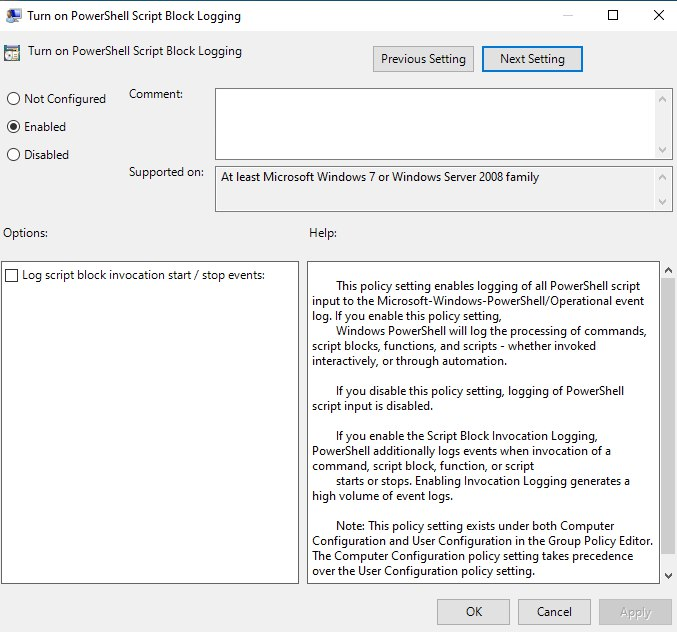 Turn on PowerShell Script Block Logging
Turn on PowerShell Script Block Logging
Previous Setting
Next Setting
Not Configured
Enabled
Disabled
Comment:
Supported on:
At least Microsoft Windows 7 or Windows Server 2008 family
Options:
Help:
Log script block invocation start / stop events:
This policy setting enables logging of all PowerShell script
input to the Microsoft-Windows-PowerShell/Operational event
log. If you enable this policy setting,
Windows PowerShell will log the processing of commands,
script blocks, functions, and scripts - whether invoked
interactively, or through automation.
If you disable this policy setting, logging of PowerShell
script input is disabled.
If you enable the Script Block Invocation Logging,
PowerShell additionally logs events when invocation of a
command, script block, function, or script
starts or stops. Enabling Invocation Logging generates a
high volume of event logs.
Note: This policy setting exists under both Computer
Configuration and User Configuration in the Group Policy Editor.
The Computer Configuration policy setting takes precedence
over the User Configuration policy setting.
OK
Cancel
Apply